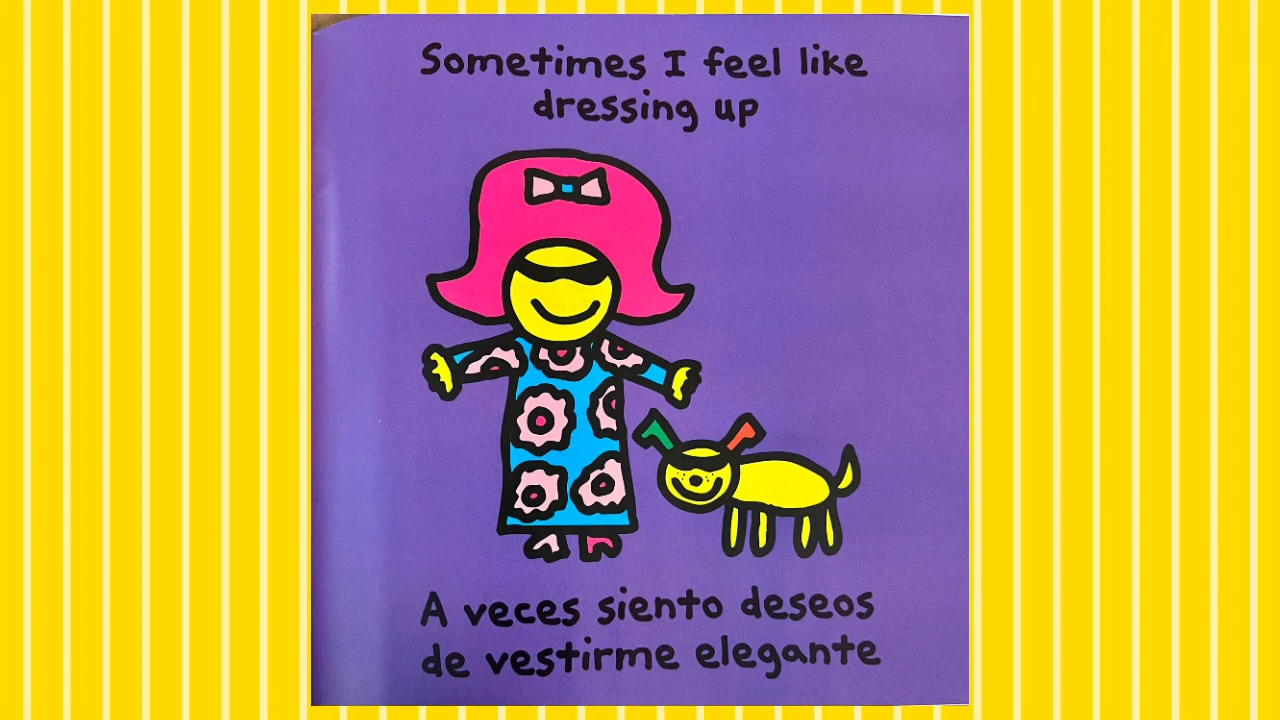 Sometimes I feel like
dressing up
A veces siento deseos
de vestirme elegante